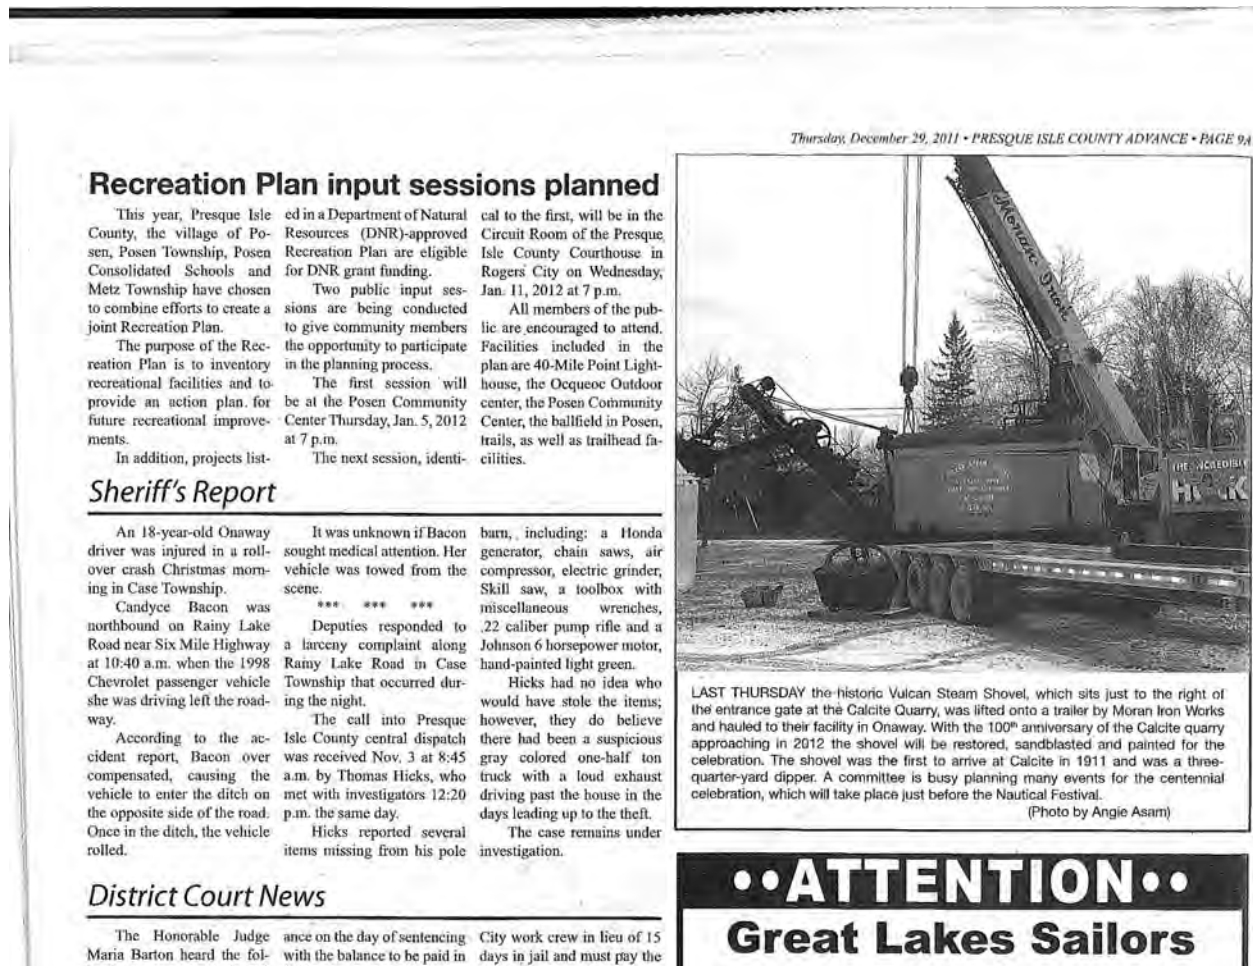 Thursday, December 29, 2011 • PRESQUE ISLE COUNTY ADVANCE • PAGE 9A
Recreation Plan input sessions planned
This year, Presque Isle
County, the village of Po-
sen, Posen Township, Posen
Consolidated Schools and
Metz Township have chosen
to combine efforts to create a
joint Recreation Plan.
The purpose of the Rec-
reation Plan is to inventory
recreational facilities and to
provide an action plan for
future recreational improve-
ments.
In addition, projects list-
ed in a Department of Natural
Resources (DNR)-approved
Recreation Plan are eligible
for DNR grant funding.
Two public input ses-
sions are being conducted
to give community members
the opportunity to participate
in the planning process.
The first session will
be at the Posen Community
Center Thursday, Jan. 5, 2012
at 7 p.m.
The next session, identi-
cal to the first, will be in the
Circuit Room of the Presque
Isle County Courthouse in
Rogers City on Wednesday,
Jan. 11, 2012 at 7 p.m.
All members of the pub-
lic are encouraged to attend.
Facilities included in the
plan are 40-Mile Point Light-
house, the Ocqueoc Outdoor
center, the Posen Community
Center, the ballfield in Posen,
trails, as well as trailhead fa-
cilities.
Sheriff's Report
An 18-year-old Onaway
driver was injured in a roll-
over crash Christmas morn-
ing in Case Township.
Candyce Bacon was
northbound on Rainy Lake
Road near Six Mile Highway
at 10:40 a.m. when the 1998
Chevrolet passenger vehicle
she was driving left the road-
way.
According to the ac-
cident report, Bacon over
compensated, causing the
vehicle to enter the ditch on
the opposite side of the road.
Once in the ditch, the vehicle
rolled.
It was unknown if Bacon
sought medical attention. Her
vehicle was towed from the
scene.
*** *** ***
Deputies responded to
a larceny complaint along
Rainy Lake Road in Case
Township that occurred dur-
ing the night.
The call into Presque
Isle County central dispatch
was received Nov. 3 at 8:45
a.m. by Thomas Hicks, who
met with investigators 12:20
p.m. the same day.
Hicks reported several
items missing from his pole
barn, including: a Honda
generator, chain saws, air
compressor, electric grinder,
Skill saw, a toolbox with
miscellaneous wrenches,
.22 caliber pump rifle and a
Johnson 6 horsepower motor,
hand-painted light green.
Hicks had no idea who
would have stole the items;
however, they do believe
there had been a suspicious
gray colored one-half ton
truck with a loud exhaust
driving past the house in the
days leading up to the theft.
The case remains under
investigation.
District Court News
The Honorable Judge
Maria Barton heard the fol-
ance on the day of sentencing
with the balance to be paid in
City work crew in lieu of 15
days in jail and must pay the
Moran Iron
THE INCREDIBLE
LAST THURSDAY the historic Vulcan Steam Shovel, which sits just to the right of
the entrance gate at the Calcite Quarry, was lifted onto a trailer by Moran Iron Works
and hauled to their facility in Onaway. With the 100th anniversary of the Calcite quarry
approaching in 2012 the shovel will be restored, sandblasted and painted for the
celebration. The shovel was the first to arrive at Calcite in 1911 and was a three-
quarter-yard dipper. A committee is busy planning many events for the centennial
celebration, which will take place just before the Nautical Festival.
(Photo by Angie Asam)
••ATTENTION••
Great Lakes Sailors